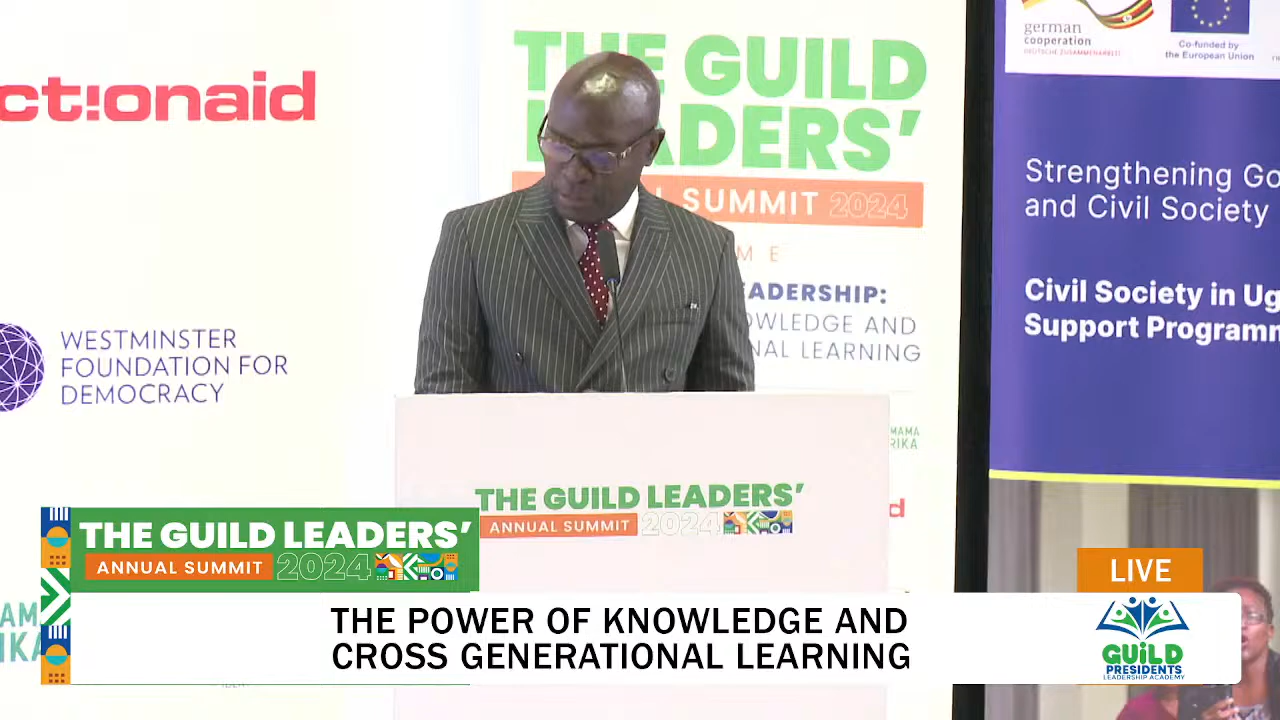 ct!onaid
WESTMINSTER
FOUNDATION FOR
DEMOCRACY
THE GUILD
LEADERS'
SUMMIT 2024
M E
EADERSHIP:
OWLEDGE AND
NAL LEARNING
MAMA
RIKA
german
cooperation
DEUTSCHE ZUSAMMENARBEIT
Co-funded by
the European Union
Strengthening Go
and Civil Society
Civil Society in Ug
Support Programm
THE GUILD LEADERS'
ANNUAL SUMMIT 2024
THE GUILD LEADERS'
ANNUAL SUMMIT 2024
THE POWER OF KNOWLEDGE AND
CROSS GENERATIONAL LEARNING
LIVE
GUILD
PRESIDENTS
LEADERSHIP ACADEMY